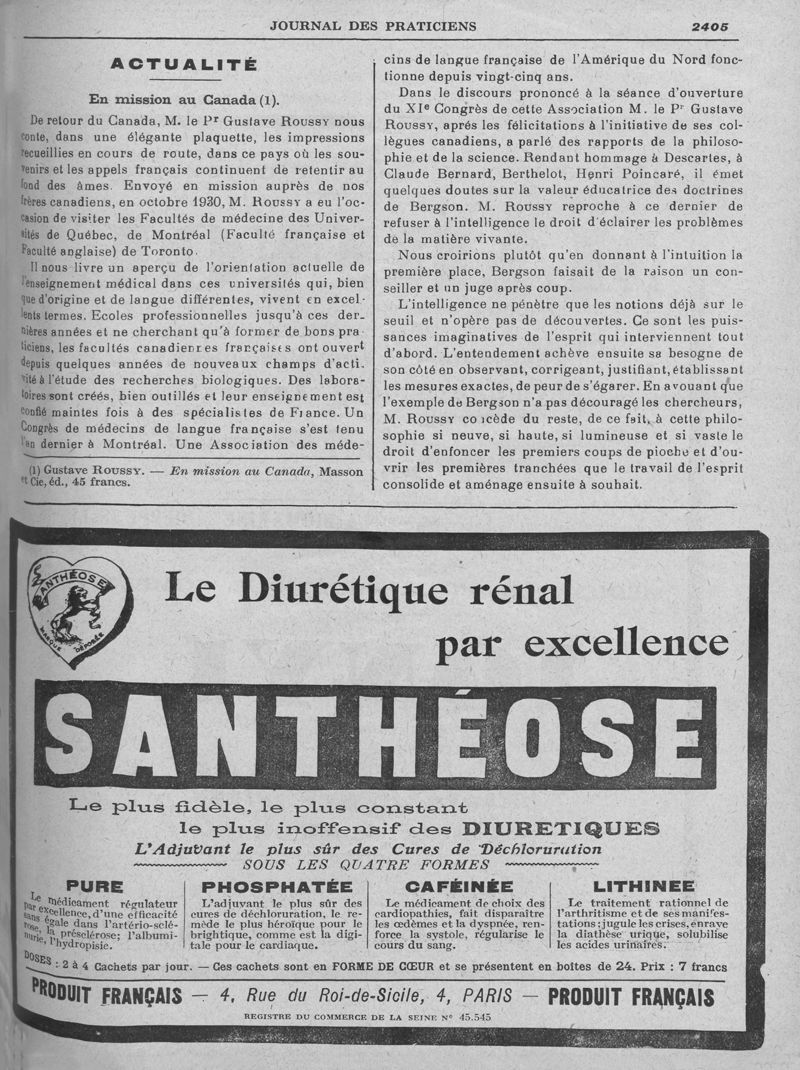 JOURNAL DES PRATICIENS 2405
ACTUALITÉ
En mission au Canada (1).
De retour du Canada, M. le Pr Gustave ROUSSY nous
conte, dans une élégante plaquette, les impressions
recueillies en cours de route, dans ce pays où les sou-
venirs et les appels français continuent de retentir au
fond des âmes. Envoyé en mission auprès de nos
frères canadiens, en octobre 1930, M. ROUSSY a eu l'oc-
casion de visiter les Facultés de médecine des Univer-
sités de Québec, de Montréal (Faculté française et
Faculté anglaise) de Toronto.
Il nous livre un aperçu de l'orientation actuelle de
l'enseignement médical dans ces universités qui, bien
que d'origine et de langue différentes, vivent en excel-
lents termes. Ecoles professionnelles jusqu'à ces der-
nières années et ne cherchant qu'à former de bons pra-
ticiens, les facultés canadiennes françaises ont ouvert
depuis quelques années de nouveaux champs d'acti.
vité à l'étude des recherches biologiques. Des labora-
toires sont créés, bien outillés et leur enseignement est
confié maintes fois à des spécialistes de France. Un
Congrès de médecins de langue française s'est tenu
l'an dernier à Montréal. Une Association des méde-
(1) Gustave ROUSSY. — En mission au Canada, Masson
et Cie, éd., 45 francs.
cins de langue française de l'Amérique du Nord fonc-
tionne depuis vingt-cinq ans.
Dans le discours prononcé à la séance d'ouverture
du XIe Congrès de cette Association M. le Pr Gustave
ROUSSY, aprés les félicitations à l'initiative de ses col-
lègues canadiens, a parlé des rapports de la philoso-
phie et de la science. Rendant hommage à Descartes, à
Claude Bernard, Berthelot, Henri Poincaré, il émet
quelques doutes sur la valeur éducatrice des doctrines
de Bergson. M. ROUSSY reproche à ce dernier de
refuser à l'intelligence le droit d'éclairer les problèmes
de la matière vivante.
Nous croirions plutôt qu'en donnant à l'intuition la
première place, Bergson faisait de la raison un con-
seiller et un juge après coup.
L'intelligence ne pénètre que les notions déjà sur le
seuil et n'opère pas de découvertes. Ce sont les puis-
sances imaginatives de l'esprit qui interviennent tout
d'abord. L'entendement achève ensuite sa besogne de
son côté en observant, corrigeant, justifiant, établissant
les mesures exactes, de peur de s'égarer. En avouant que
l'exemple de Bergson n'a pas découragé les chercheurs,
M. ROUSSY concède du reste, de ce fait, à cette philo-
sophie si neuve, si haute, si lumineuse et si vaste le
droit d'enfoncer les premiers coups de pioche et d'ou-
vrir les premières tranchées que le travail de l'esprit
consolide et aménage ensuite à souhait.
SANTHÉOSE
MARQUE DÉPOSÉE
Le Diurétique rénal
par excellence
SANTHÉOSE
Le plus fidèle, le plus constant
le plus inoffensif des DIURETIQUES
L'Adjuvant le plus sûr des Cures de Déchloruration
SOUS LES QUATRE FORMES
PURE
Le médicament régulateur
par excellence, d'une efficacité
sans égale dans l'artério-sclé-
rose, la présclérose; l'albumi-
nurie, l'hydropisie.
PHOSPHATÉE
L'adjuvant le plus sûr des
cures de déchloruration, le re-
mède le plus héroïque pour le
brightique, comme est la digi-
tale pour le cardiaque.
CAFÉINÉE
Le médicament de choix des
cardiopathies, fait disparaître
les œdèmes et la dyspnée, ren-
force la systole, régularise le
cours du sang.
LITHINEE
Le traitement rationnel de
l'arthritisme et de ses manifes-
tations; jugule les crises, enraye
la diathèse urique, solubilise
les acides urinaires.
DOSES : 2 à 4 Cachets par jour. — Ces cachets sont en FORME DE CŒUR et se présentent en boîtes de 24. Prix : 7 francs
PRODUIT FRANÇAIS — 4, Rue du Roi-de-Sicile, 4, PARIS — PRODUIT FRANÇAIS
REGISTRE DU COMMERCE DE LA SEINE No 45.545